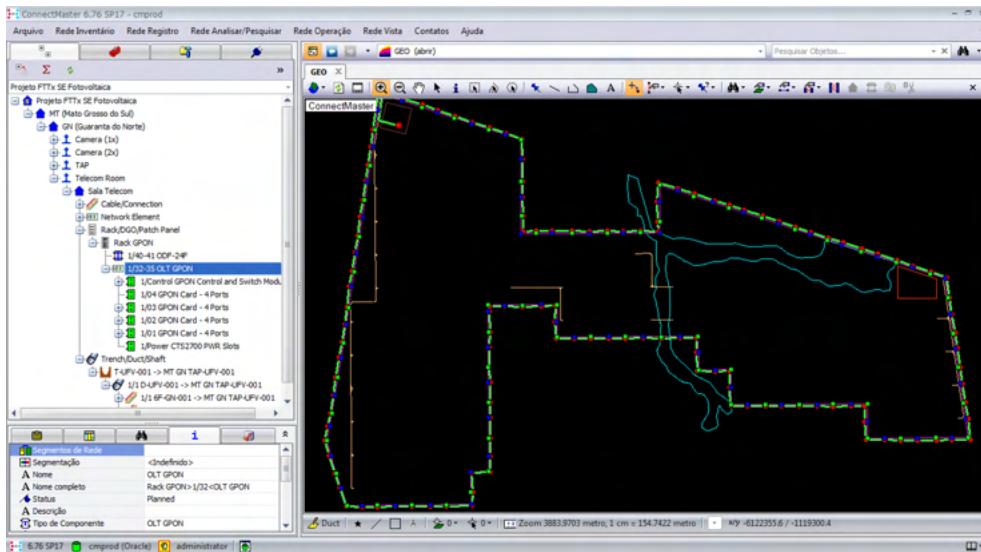 ConnectMaster 6.76 SP17 - cmprod
Arquivo Rede Inventário Rede Registos Rede Analisar/Pesquisar Rede Operação Rede Vista Contatos Ajuda
GEO (abrir)
Pesquisar Objetos...
GEO
Projeto FTTx SE Fotovoltaica
ConnectMaster
Projeto FTTx SE Fotovoltaica
MT (Mato Grosso do Sul)
GN (Guaranta do Norte)
Camera (1x)
Camera (2x)
TAP
Telecom Room
Sala Telecom
Cable/Connection
Network Element
Rack/DGO/Patch Panel
Rack GPON
1/40-41 ODF-24F
1/32-35 OLT GPON
1/Control GPON Control and Switch Modu
1/04 GPON Card - 4 Ports
1/03 GPON Card - 4 Ports
1/02 GPON Card - 4 Ports
1/01 GPON Card - 4 Ports
1/Power CTS2700 PWR Slots
Trench/Duct/Shaft
T-UFV-001 -> MT GN TAP-UFV-001
1/1 D-UFV-001 -> MT GN TAP-UFV-001
1/1 6F-GN-001 -> MT GN TAP-UFV-001
Segmentos de Rede
Segmentação <Indefinido>
Nome OLT GPON
Nome completo Rack GPON>1/32<OLT GPON
Status Planned
Descrição
Tipo de Componente OLT GPON
Duct 0 0 Zoom 3883.9703 metro, 1 cm = 154.7422 metro - x/y -6122355.6 / -1119300.4
6.76 SP17 cmprod (Oracle) administrator